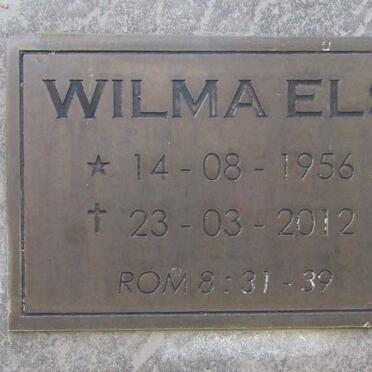 WILMA ELS
★ 14 - 08 - 1956
✝ 23 - 03 - 2012
ROM 8 : 31 - 39